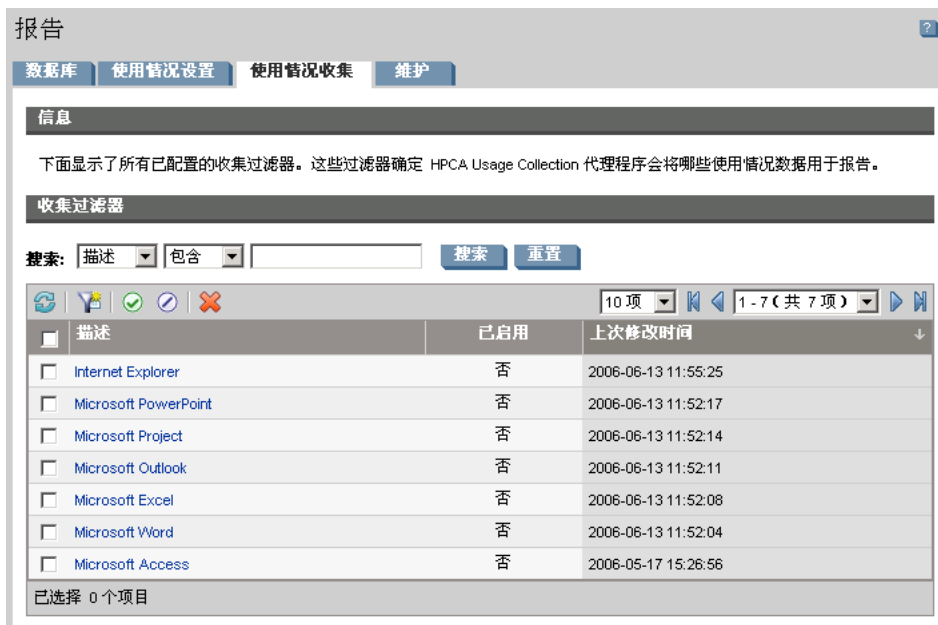 报告
?
数据库 使用情况设置 使用情况收集 维护
信息
下面显示了所有已配置的收集过滤器。这些过滤器确定 HPCA Usage Collection 代理程序会将哪些使用情况数据用于报告。
收集过滤器
搜索: 描述 包含 搜索 重置
10 项 1 - 7 ( 共 7 项 )
描述 已启用 上次修改时间
Internet Explorer 否 2006-06-13 11:55:25
Microsoft PowerPoint 否 2006-06-13 11:52:17
Microsoft Project 否 2006-06-13 11:52:14
Microsoft Outlook 否 2006-06-13 11:52:11
Microsoft Excel 否 2006-06-13 11:52:08
Microsoft Word 否 2006-06-13 11:52:04
Microsoft Access 否 2006-05-17 15:26:56
已选择 0 个项目